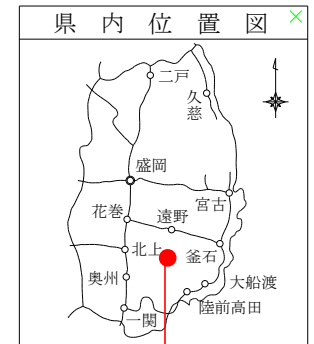 県内位置図
二戸
久慈
盛岡
宮古
花巻
遠野
北上
釜石
奥州
大船渡
陸前高田
一関